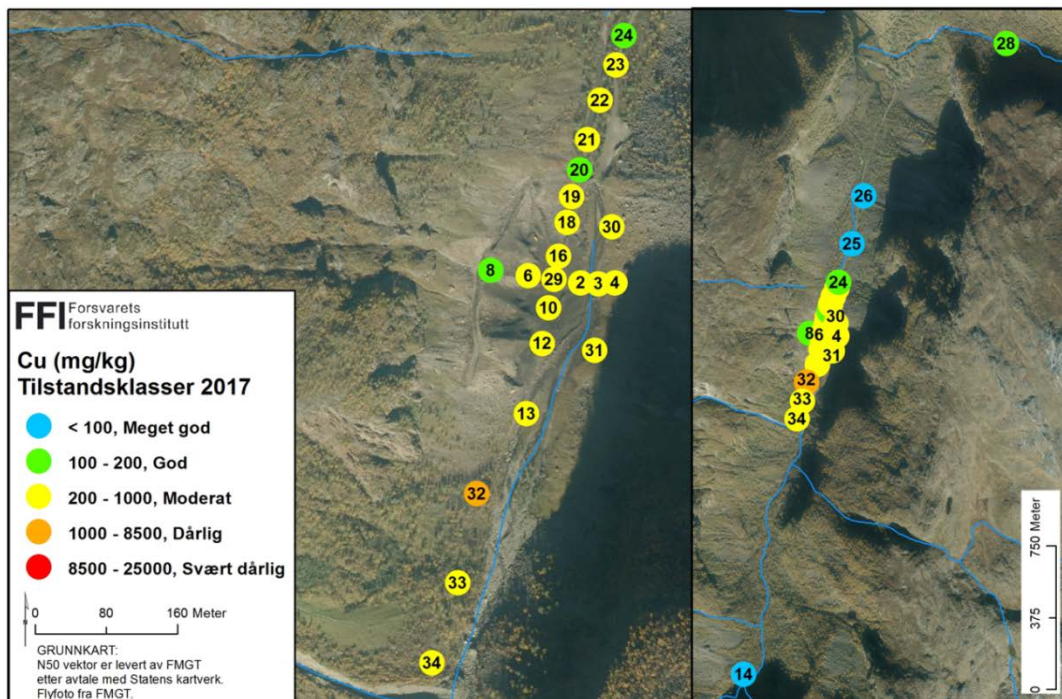 24
23
22
21
20
19
18
30
16
8
6
29
2
3
4
10
12
31
13
32
33
34
FFI Forsvarets
forskningsinstitutt
Cu (mg/kg)
Tilstandsklasser 2017
< 100, Meget god
100 - 200, God
200 - 1000, Moderat
1000 - 8500, Dårlig
8500 - 25000, Svært dårlig
0 80 160 Meter
GRUNNKART:
N50 vektor er levert av FMGT
etter avtale med Statens kartverk.
Flyfoto fra FMGT.
28
26
25
24
30
8 6 4
31
32
33
34
14
750 Meter
375
0